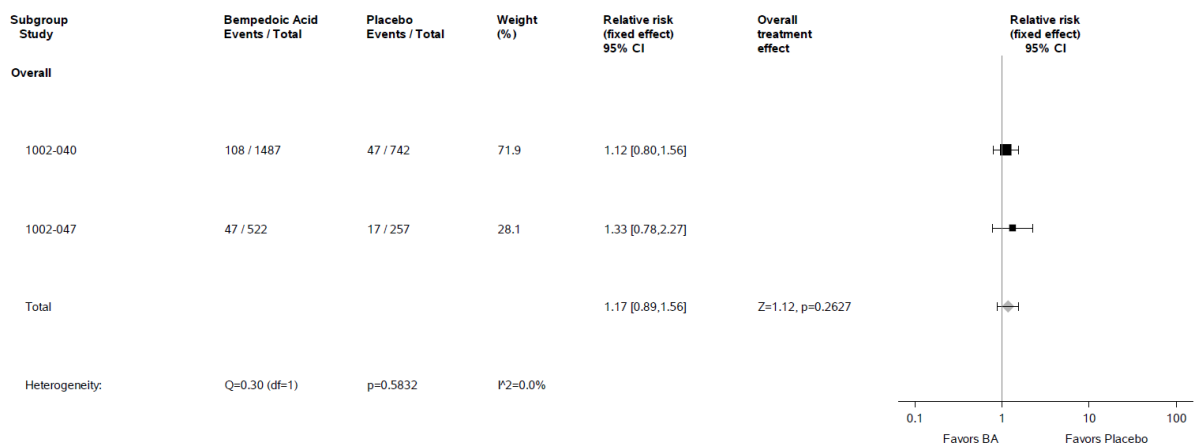 Subgroup Bempedoic Acid Placebo Weight Relative risk Overall Relative risk
Study Events / Total Events / Total (%) (fixed effect) treatment (fixed effect)
95% CI effect 95% CI
Overall
1002-040 108 / 1487 47 / 742 71.9 1.12 [0.80,1.56]
1002-047 47 / 522 17 / 257 28.1 1.33 [0.78,2.27]
Total 1.17 [0.89,1.56] Z=1.12, p=0.2627
Heterogeneity: Q=0.30 (df=1) p=0.5832 I^2=0.0%
0.1 1 10 100
Favors BA Favors Placebo